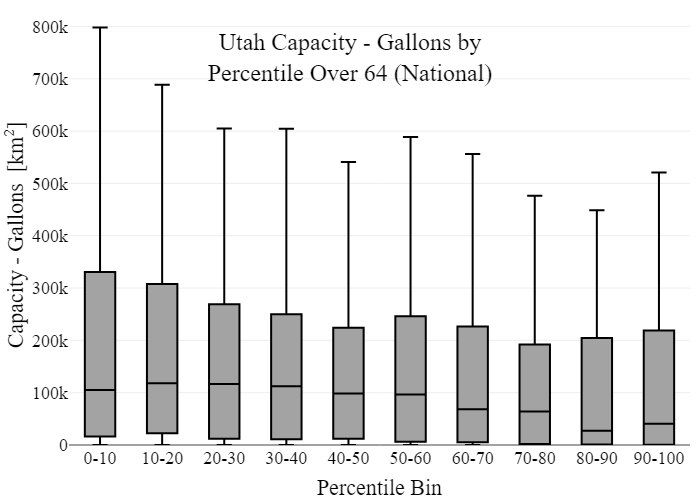 Utah Capacity - Gallons by
Percentile Over 64 (National)
Capacity - Gallons [km²]
800k
700k
600k
500k
400k
300k
200k
100k
0
0-10 10-20 20-30 30-40 40-50 50-60 60-70 70-80 80-90 90-100
Percentile Bin